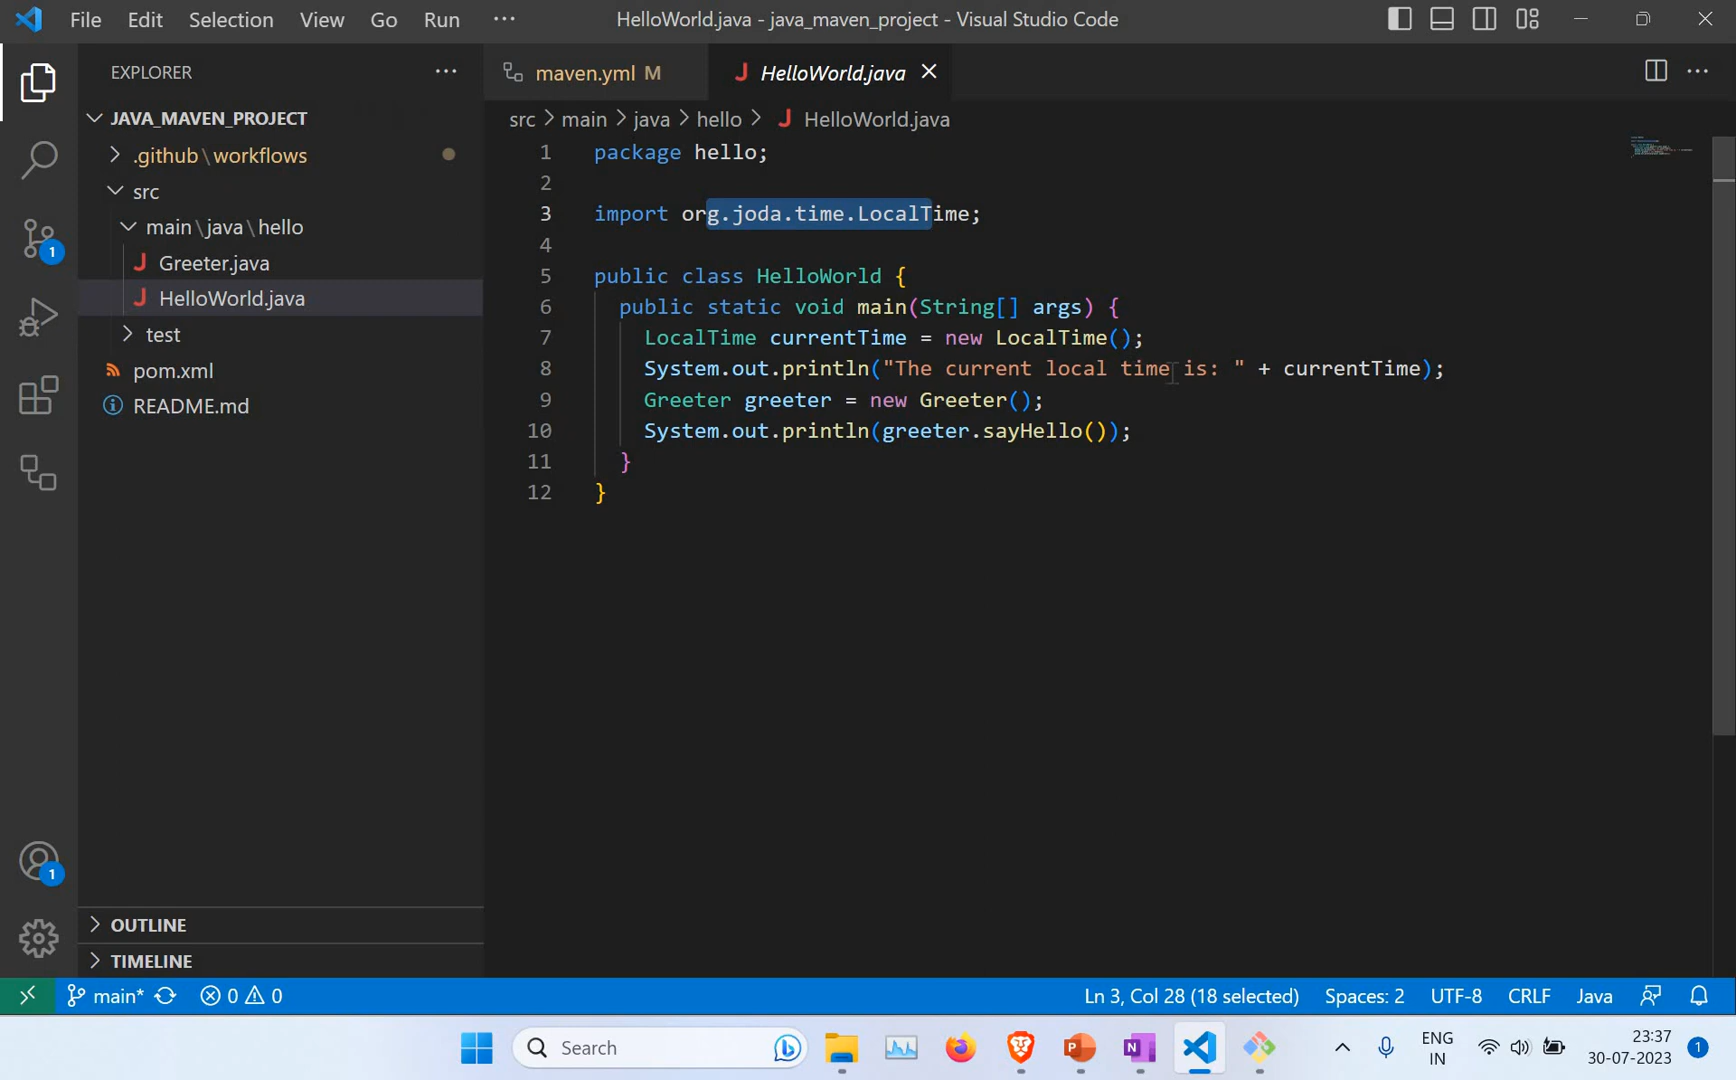 File Edit Selection View Go Run ··· HelloWorld.java - java_maven_project - Visual Studio Code
EXPLORER
JAVA_MAVEN_PROJECT
.github\workflows
src
main\java\hello
Greeter.java
HelloWorld.java
test
pom.xml
README.md
OUTLINE
TIMELINE
maven.yml M
HelloWorld.java
src > main > java > hello > HelloWorld.java
1 package hello;
2
3 import org.joda.time.LocalTime;
4
5 public class HelloWorld {
6 public static void main(String[] args) {
7 LocalTime currentTime = new LocalTime();
8 System.out.println("The current local time is: " + currentTime);
9 Greeter greeter = new Greeter();
10 System.out.println(greeter.sayHello());
11 }
12 }
1
1
main* 0 0 Ln 3, Col 28 (18 selected) Spaces: 2 UTF-8 CRLF Java
Search ENG 23:37
IN 30-07-2023 1